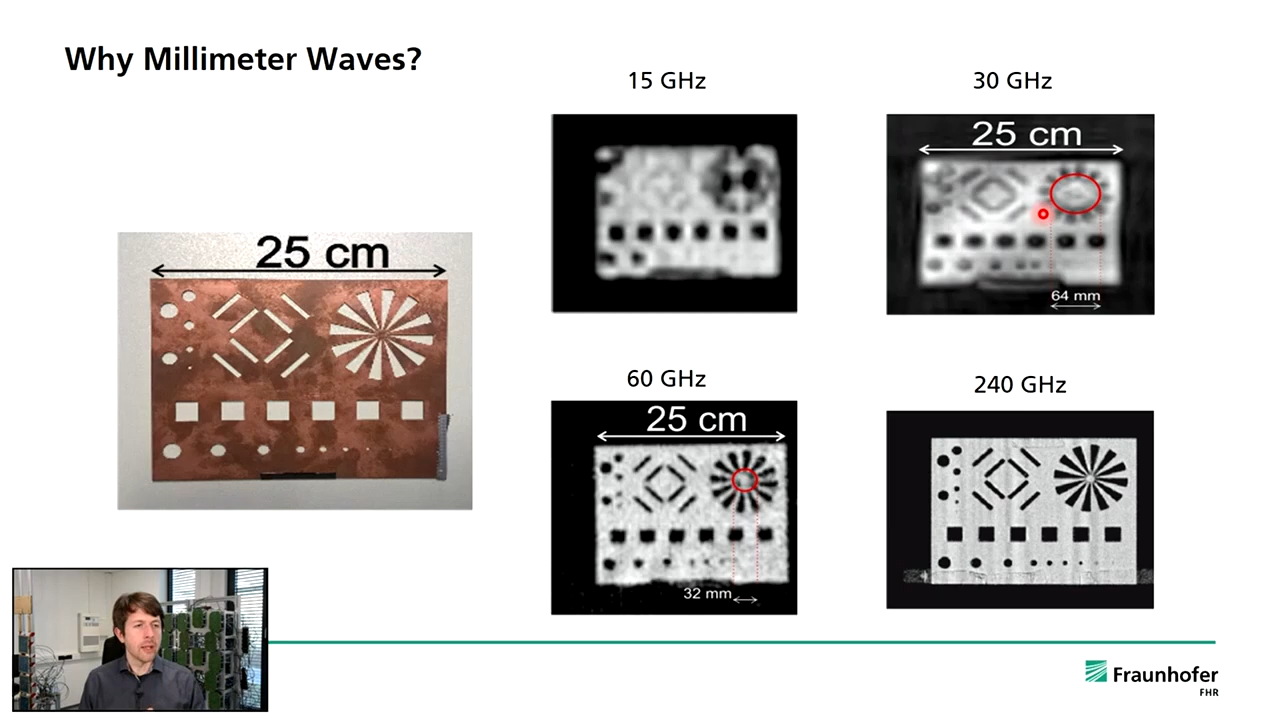 Why Millimeter Waves?
15 GHz
30 GHz
25 cm
25 cm
64 mm
60 GHz
240 GHz
25 cm
32 mm
Fraunhofer
FHR